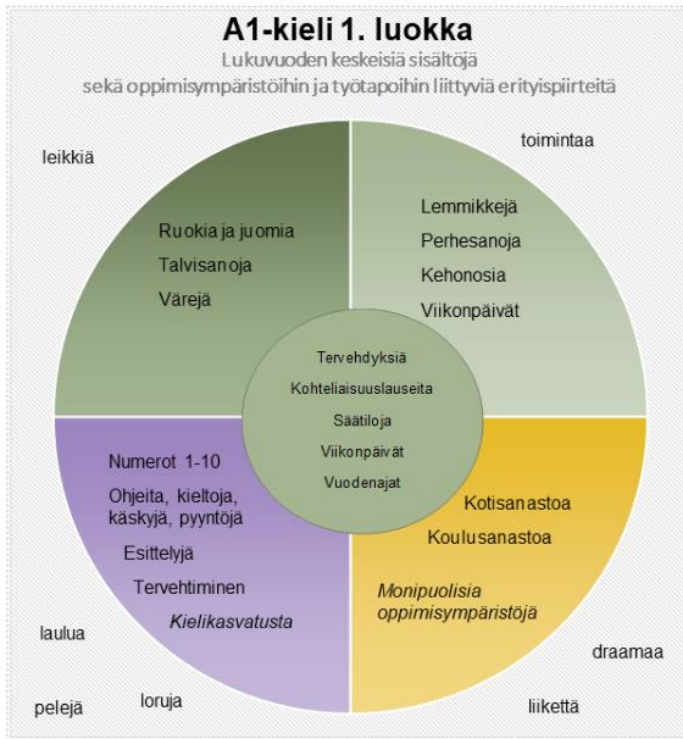 A1-kieli 1. luokka
Lukuvuoden keskeisiä sisältöjä
sekä oppimisympäristöihin ja työtapoihin liittyviä erityispiirteitä
leikkiä
toimintaa
Ruokia ja juomia
Talvisanoja
Värejä
Lemmikkejä
Perhesanoja
Kehonosia
Viikonpäivät
Tervehdyksiä
Kohteliaisuuslauseita
Säätiloja
Viikonpäivät
Vuodenajat
Numerot 1-10
Ohjeita, kieltoja,
käskyjä, pyyntöjä
Esittelyjä
Tervehtiminen
Kielikasvatusta
Kotisanastoa
Koulusanastoa
Monipuolisia
oppimisympäristöjä
laulua
pelejä
loruja
draamaa
liikettä